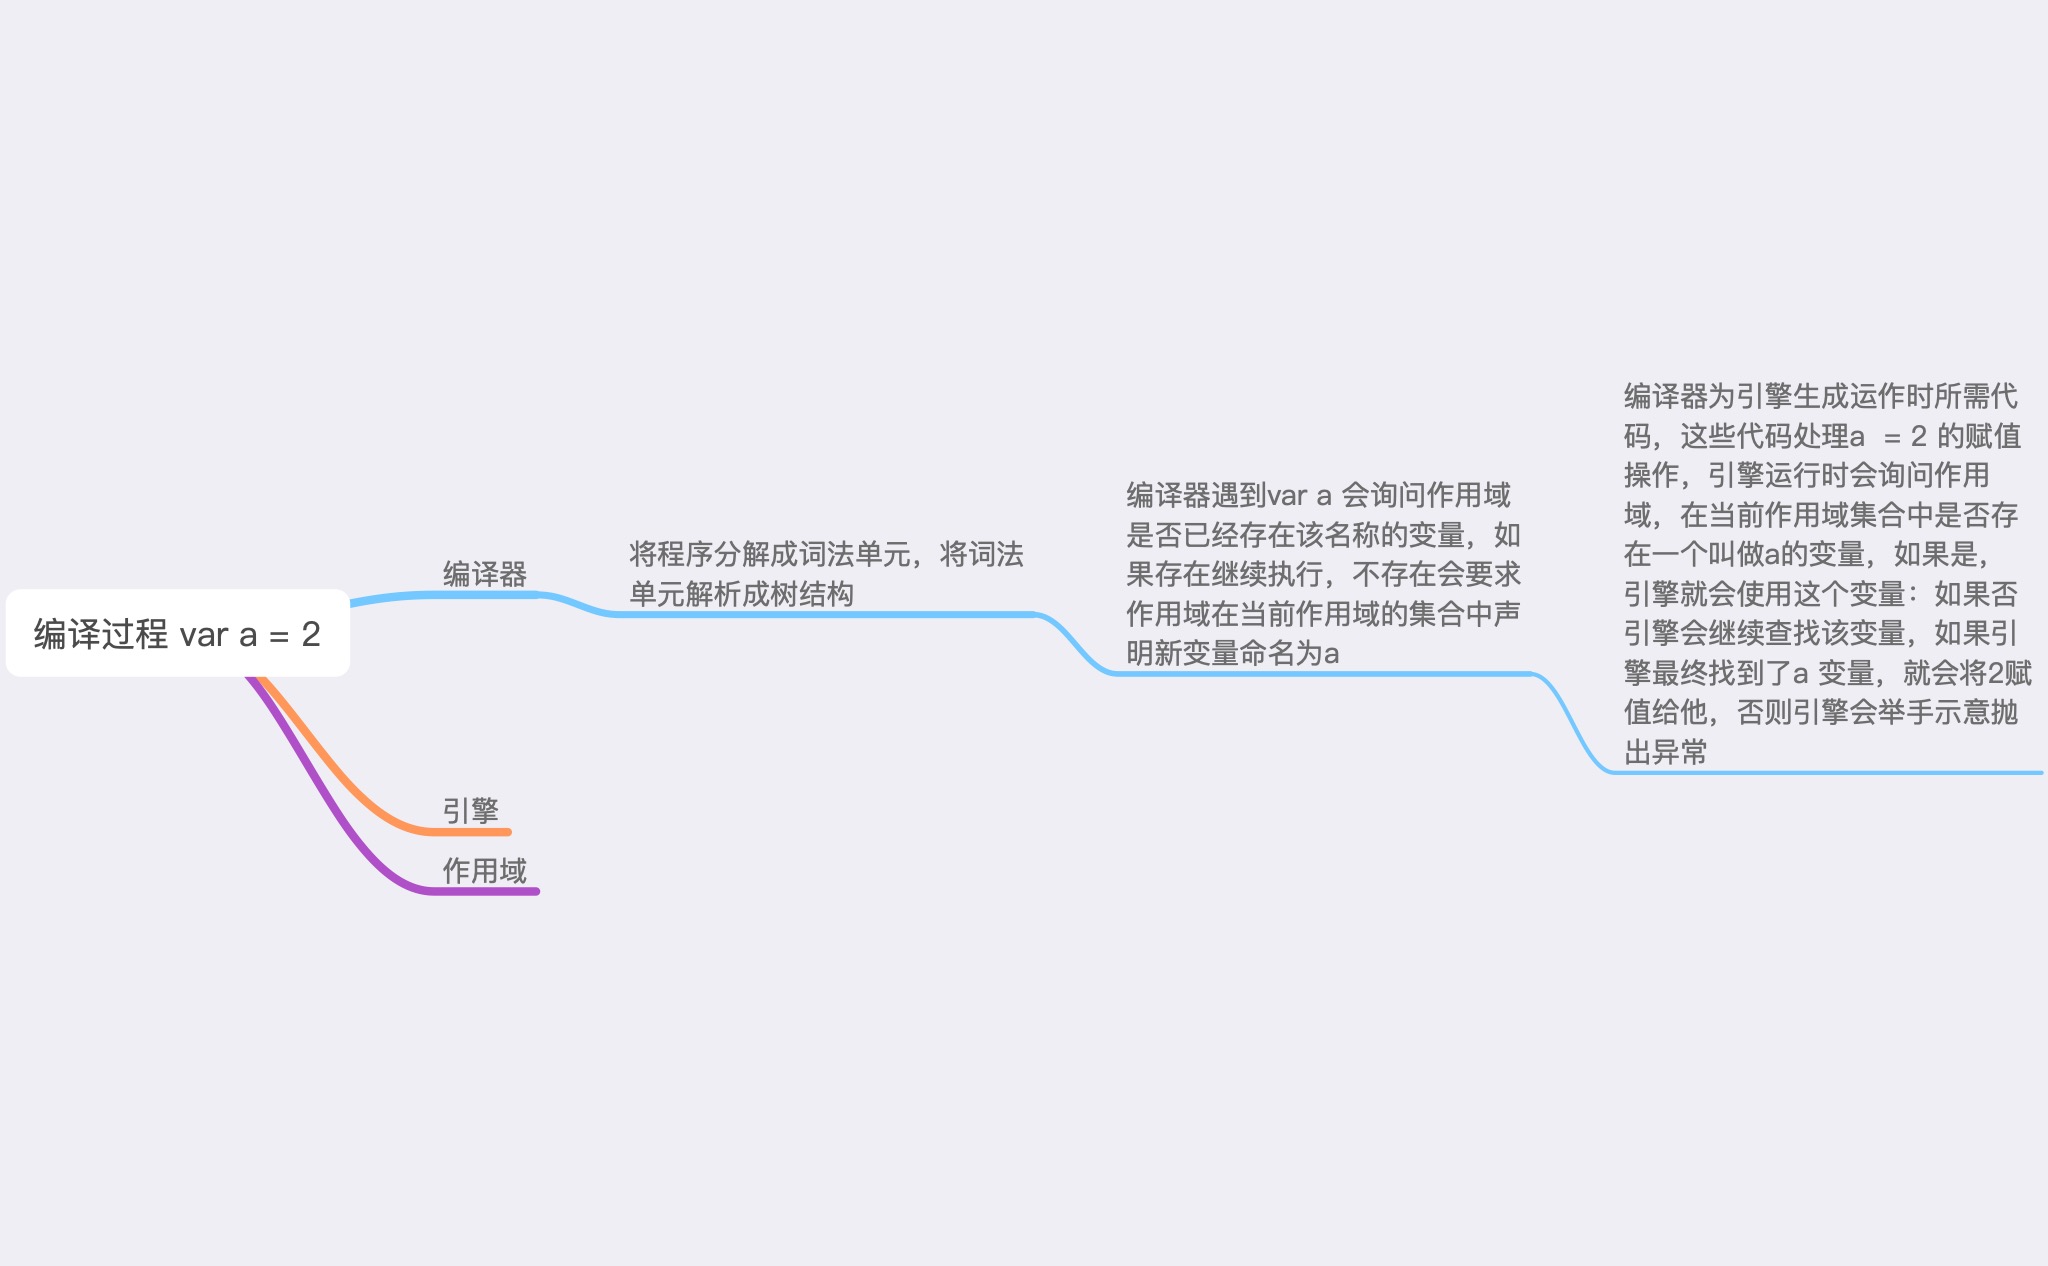 编译过程 var a = 2
编译器
将程序分解成词法单元，将词法
单元解析成树结构
编译器遇到var a 会询问作用域
是否已经存在该名称的变量，如
果存在继续执行，不存在会要求
作用域在当前作用域的集合中声
明新变量命名为a
编译器为引擎生成运作时所需代
码，这些代码处理a  = 2 的赋值
操作，引擎运行时会询问作用
域，在当前作用域集合中是否存
在一个叫做a的变量，如果是，
引擎就会使用这个变量：如果否
引擎会继续查找该变量，如果引
擎最终找到了a 变量，就会将2赋
值给他，否则引擎会举手示意抛
出异常
引擎
作用域